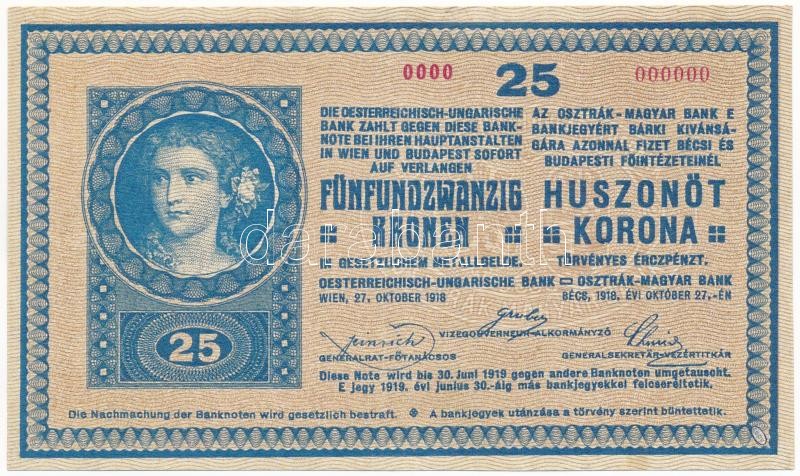 0000 25 000000
DIE OESTERREICHISCH-UNGARISCHE
BANK ZAHLT GEGEN DIESE BANK-
NOTE BEI IHREN HAUPTANSTALTEN
IN WIEN UND BUDAPEST SOFORT
AUF VERLANGEN
FÜNFUNDZWANZIG
KRONEN
IN GESETZLICHEM METALLGELDE.
OESTERREICHISCH-UNGARISCHE BANK
WIEN, 27. OKTOBER 1918
AZ OSZTRÁK-MAGYAR BANK E
BANKJEGYÉRT BÁRKI KIVÁNSÁ-
GÁRA AZONNAL FIZET BÉCSI ÉS
BUDAPESTI FŐINTÉZETEINÉL
HUSZONÖT
KORONA
TÖRVÉNYES ÉRCZPÉNZT.
OSZTRÁK-MAGYAR BANK
BÉCS, 1918. ÉVI OKTÓBER 27.-ÉN
darabanth
25
VIZEGOUVERNEUR-ALKORMÁNYZÓ
GENERALRAT-FŐTANÁCSOS
GENERALSEKRETÄR-VEZÉRTITKÁR
Diese Note wird bis 30. Juni 1919 gegen andere Banknoten umgetauscht.
E jegy 1919. évi junius 30.-áig más bankjegyekkel felcseréltetik.
Die Nachmachung der Banknoten wird gesetzlich bestraft. A bankjegyek utánzása a törvény szerint büntettetik.